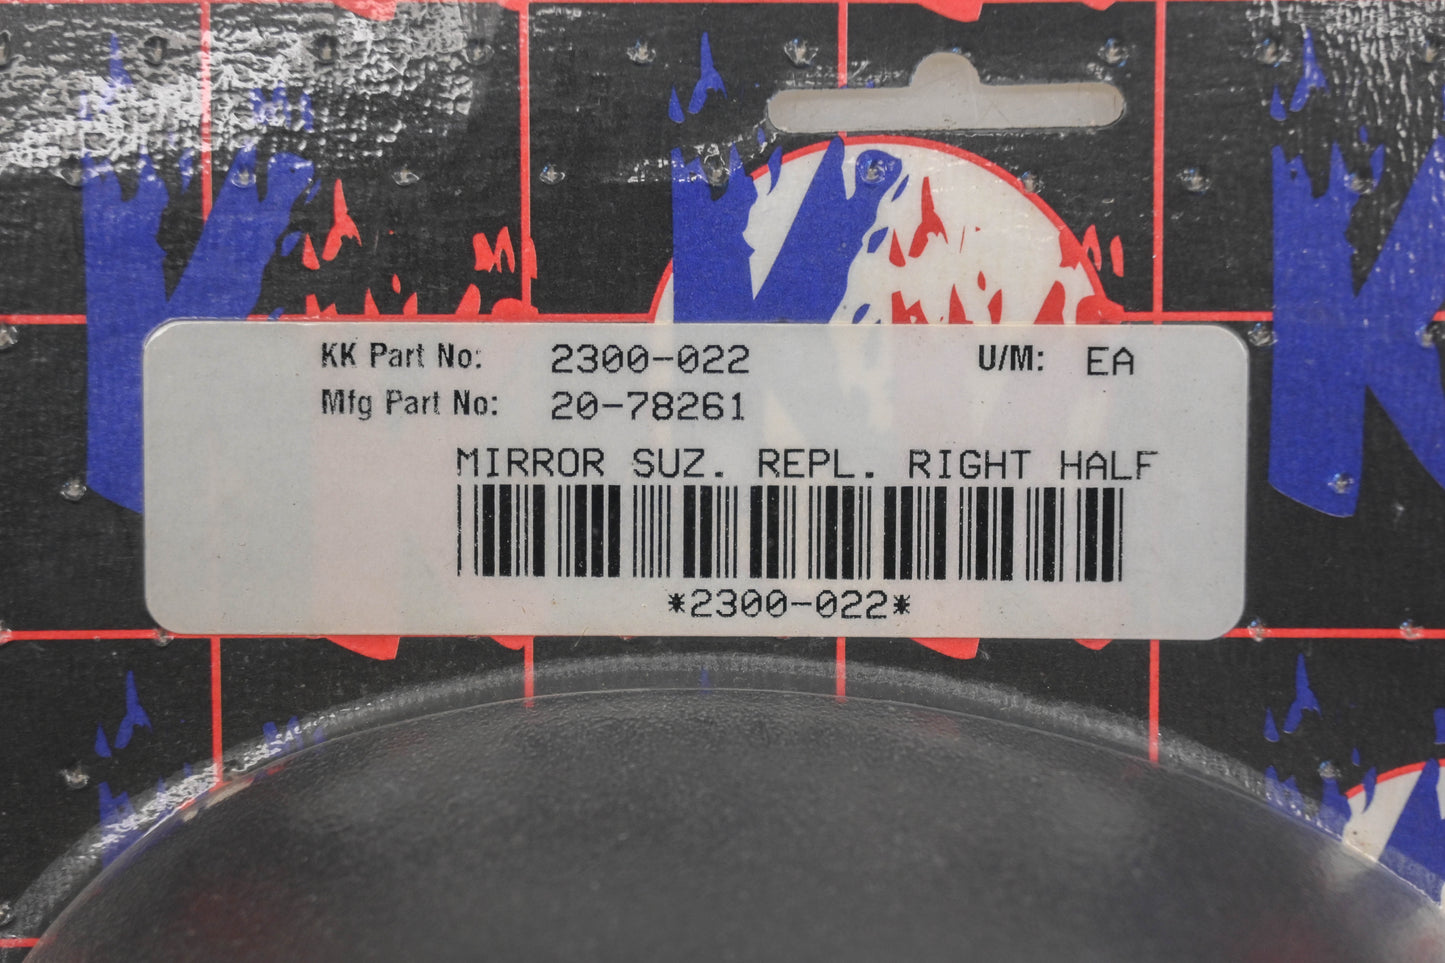 KK Part No: 2300-022 U/M: EA
Mfg Part No: 20-78261
MIRROR SUZ. REPL. RIGHT HALF
*2300-022*